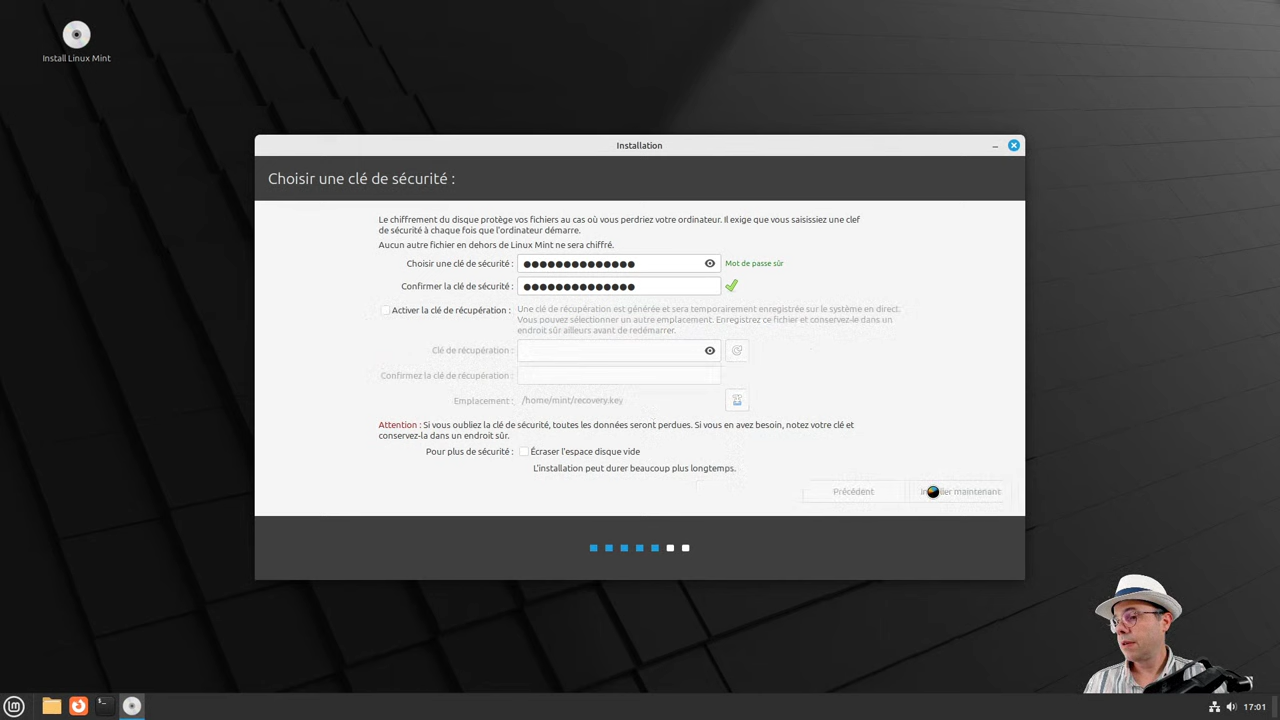 Install Linux Mint
Installation
Choisir une clé de sécurité :
Le chiffrement du disque protège vos fichiers au cas où vous perdriez votre ordinateur. Il exige que vous saisissiez une clef
de sécurité à chaque fois que l'ordinateur démarre.
Aucun autre fichier en dehors de Linux Mint ne sera chiffré.
Choisir une clé de sécurité : ●●●●●●●●●●●●●● Mot de passe sûr
Confirmer la clé de sécurité : ●●●●●●●●●●●●●●
Activer la clé de récupération : Une clé de récupération est générée et sera temporairement enregistrée sur le système en direct.
Vous pouvez sélectionner un autre emplacement. Enregistrez ce fichier et conservez-le dans un
endroit sûr ailleurs avant de redémarrer.
Clé de récupération :
Confirmez la clé de récupération :
Emplacement : /home/mint/recovery.key
Attention : Si vous oubliez la clé de sécurité, toutes les données seront perdues. Si vous en avez besoin, notez votre clé et
conservez-la dans un endroit sûr.
Pour plus de sécurité : Écraser l'espace disque vide
L'installation peut durer beaucoup plus longtemps.
Précédent maintenant
17:01